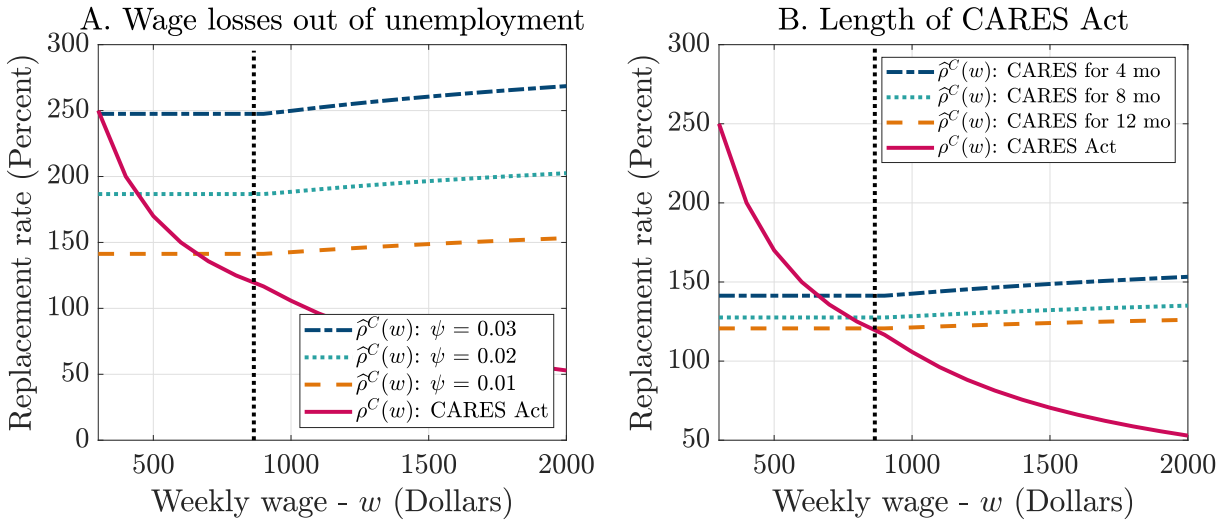 A. Wage losses out of unemployment
300
250
200
150
100
50
0
Replacement rate (Percent)
500 1000 1500 2000
Weekly wage - w (Dollars)
ρ̂^C(w): ψ = 0.03
ρ̂^C(w): ψ = 0.02
ρ̂^C(w): ψ = 0.01
ρ^C(w): CARES Act
B. Length of CARES Act
300
250
200
150
100
50
Replacement rate (Percent)
500 1000 1500 2000
Weekly wage - w (Dollars)
ρ̂^C(w): CARES for 4 mo
ρ̂^C(w): CARES for 8 mo
ρ̂^C(w): CARES for 12 mo
ρ^C(w): CARES Act